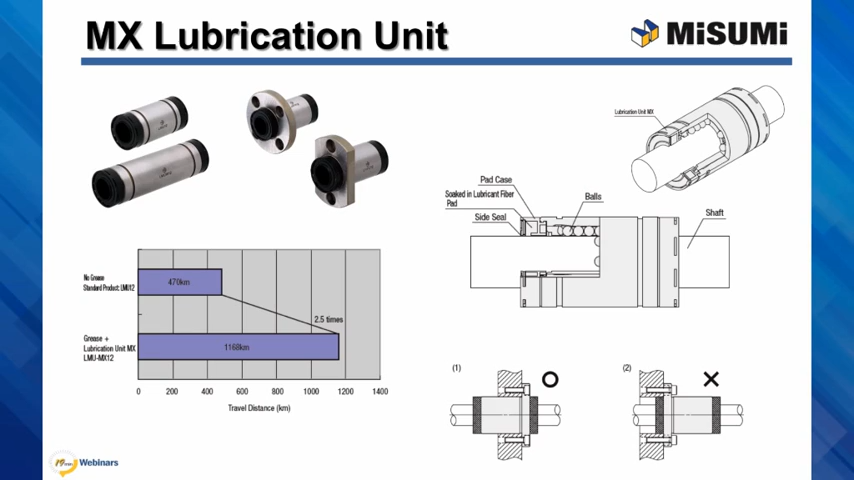 MX Lubrication Unit
MiSUMi
Lubrication Unit MX
Pad Case
Soaked in Lubricant Fiber
Pad
Side Seal
Balls
Shaft
No Grease
Standard Product LMU12
470km
2.5 times
Grease +
Lubrication Unit MX
LMU-MX12
1168km
0 200 400 600 800 1000 1200 1400
Travel Distance (km)
(1)
(2)
19 min Webinars